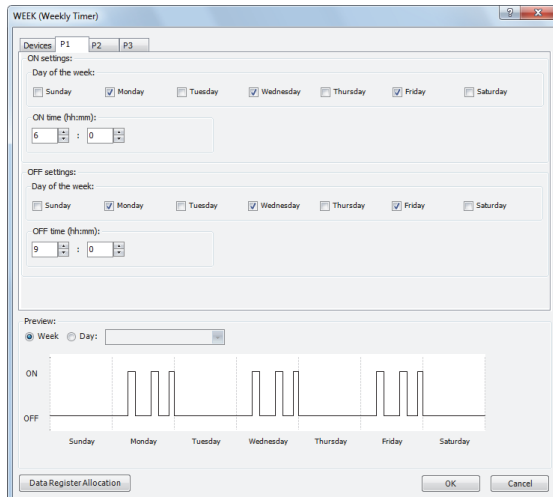 WEEK (Weekly Timer)
Devices P1 P2 P3
ON settings:
Day of the week:
Sunday Monday Tuesday Wednesday Thursday Friday Saturday
ON time (hh:mm):
6 : 0
OFF settings:
Day of the week:
Sunday Monday Tuesday Wednesday Thursday Friday Saturday
OFF time (hh:mm):
9 : 0
Preview:
Week Day:
ON
OFF
Sunday Monday Tuesday Wednesday Thursday Friday Saturday
Data Register Allocation OK Cancel